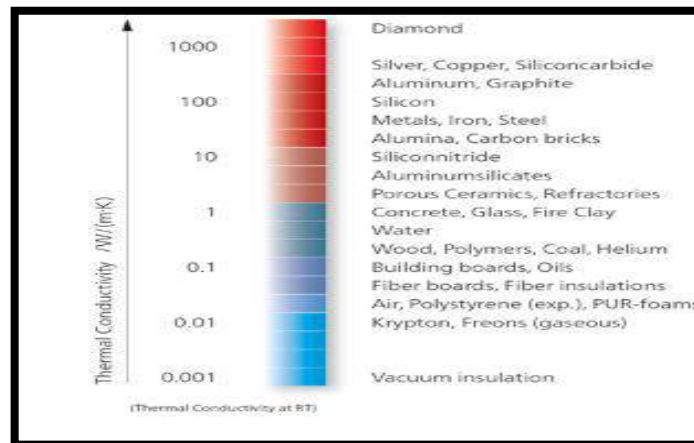 Diamond
1000
Silver, Copper, Siliconcarbide
Aluminum, Graphite
100 Silicon
Metals, Iron, Steel
Alumina, Carbon bricks
10 Siliconnitride
Aluminumsilicates
Porous Ceramics, Refractories
1 Concrete, Glass, Fire Clay
Water
Wood, Polymers, Coal, Helium
0.1 Building boards, Oils
Fiber boards, Fiber insulations
Air, Polystyrene (exp.), PUR-foams
0.01 Krypton, Freons (gaseous)
0.001 Vacuum insulation
Thermal Conductivity /W/(m·K)
(Thermal Conductivity at RT)